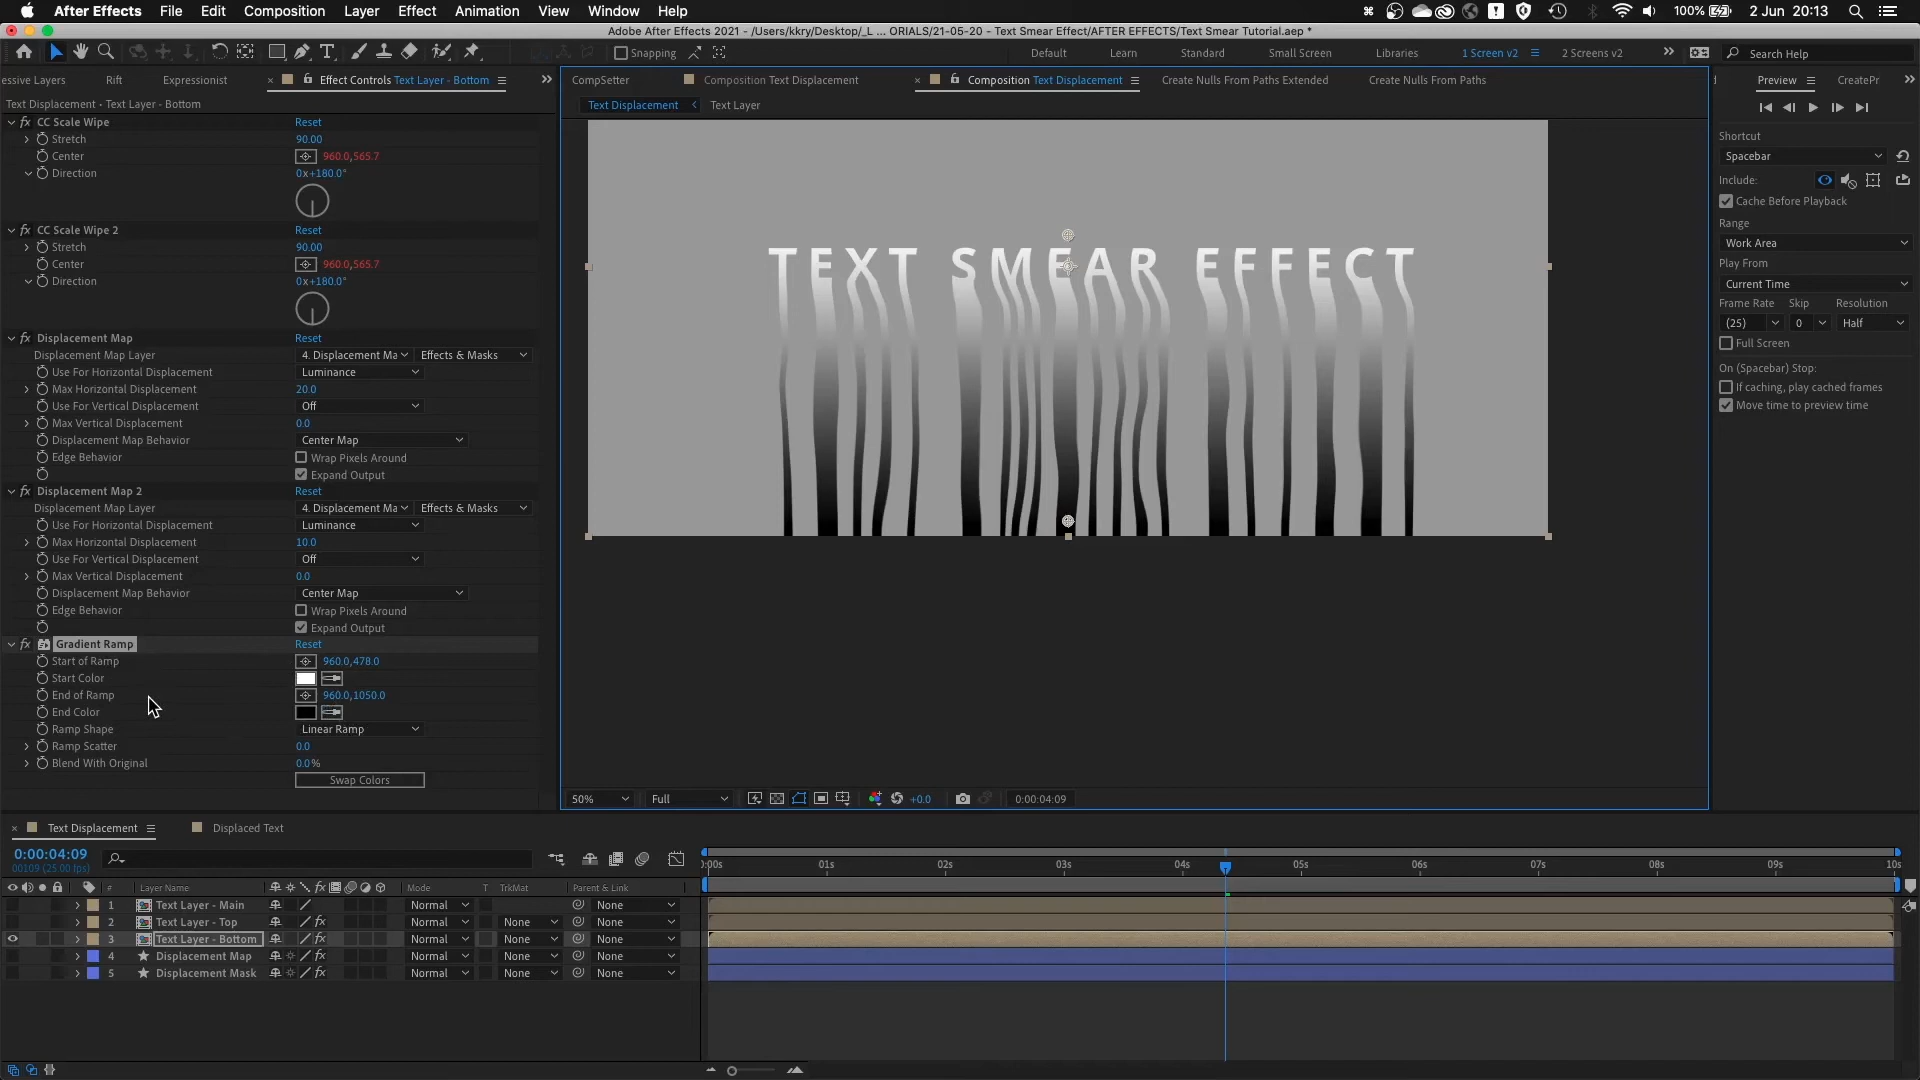 After Effects File Edit Composition Layer Effect Animation View Window Help 100% 2 Jun 20:13
Adobe After Effects 2021 - /Users/kkry/Desktop/_L ... ORIALS/21-05-20 - Text Smear Effect/AFTER EFFECTS/Text Smear Tutorial.aep *
Snapping Default Learn Standard Small Screen Libraries 1 Screen v2 2 Screens v2 Search Help
essive Layers Rift Expressionist Effect Controls Text Layer - Bottom CompSetter Composition Text Displacement Composition Text Displacement Create Nulls From Paths Extended Create Nulls From Paths Preview CreatePr
Text Displacement • Text Layer - Bottom
Text Displacement Text Layer
fx CC Scale Wipe Reset
Stretch 90.00
Center 960.0,565.7
Direction 0x+180.0°
fx CC Scale Wipe 2 Reset
Stretch 90.00
Center 960.0,565.7
Direction 0x+180.0°
fx Displacement Map Reset
Displacement Map Layer 4. Displacement Ma Effects & Masks
Use For Horizontal Displacement Luminance
Max Horizontal Displacement 20.0
Use For Vertical Displacement Off
Max Vertical Displacement 0.0
Displacement Map Behavior Center Map
Edge Behavior Wrap Pixels Around
Expand Output
fx Displacement Map 2 Reset
Displacement Map Layer 4. Displacement Ma Effects & Masks
Use For Horizontal Displacement Luminance
Max Horizontal Displacement 10.0
Use For Vertical Displacement Off
Max Vertical Displacement 0.0
Displacement Map Behavior Center Map
Edge Behavior Wrap Pixels Around
Expand Output
fx Gradient Ramp Reset
Start of Ramp 960.0,478.0
Start Color
End of Ramp 960.0,1050.0
End Color
Ramp Shape Linear Ramp
Ramp Scatter 0.0
Blend With Original 0.0%
Swap Colors
TEXT SMEAR EFFECT
50% Full +0.0 0:00:04:09
Shortcut
Spacebar
Include:
Cache Before Playback
Range
Work Area
Play From
Current Time
Frame Rate Skip Resolution
(25) 0 Half
Full Screen
On (Spacebar) Stop:
If caching, play cached frames
Move time to preview time
Text Displacement Displaced Text
0:00:04:09
00109 (25.00 fps)
:00s 01s 02s 03s 04s 05s 06s 07s 08s 09s 10s
# Layer Name fx Mode T TrkMat Parent & Link
1 Text Layer - Main Normal None
2 Text Layer - Top fx Normal None None
3 Text Layer - Bottom fx Normal None None
4 Displacement Map fx Normal None None
5 Displacement Mask fx Normal None None